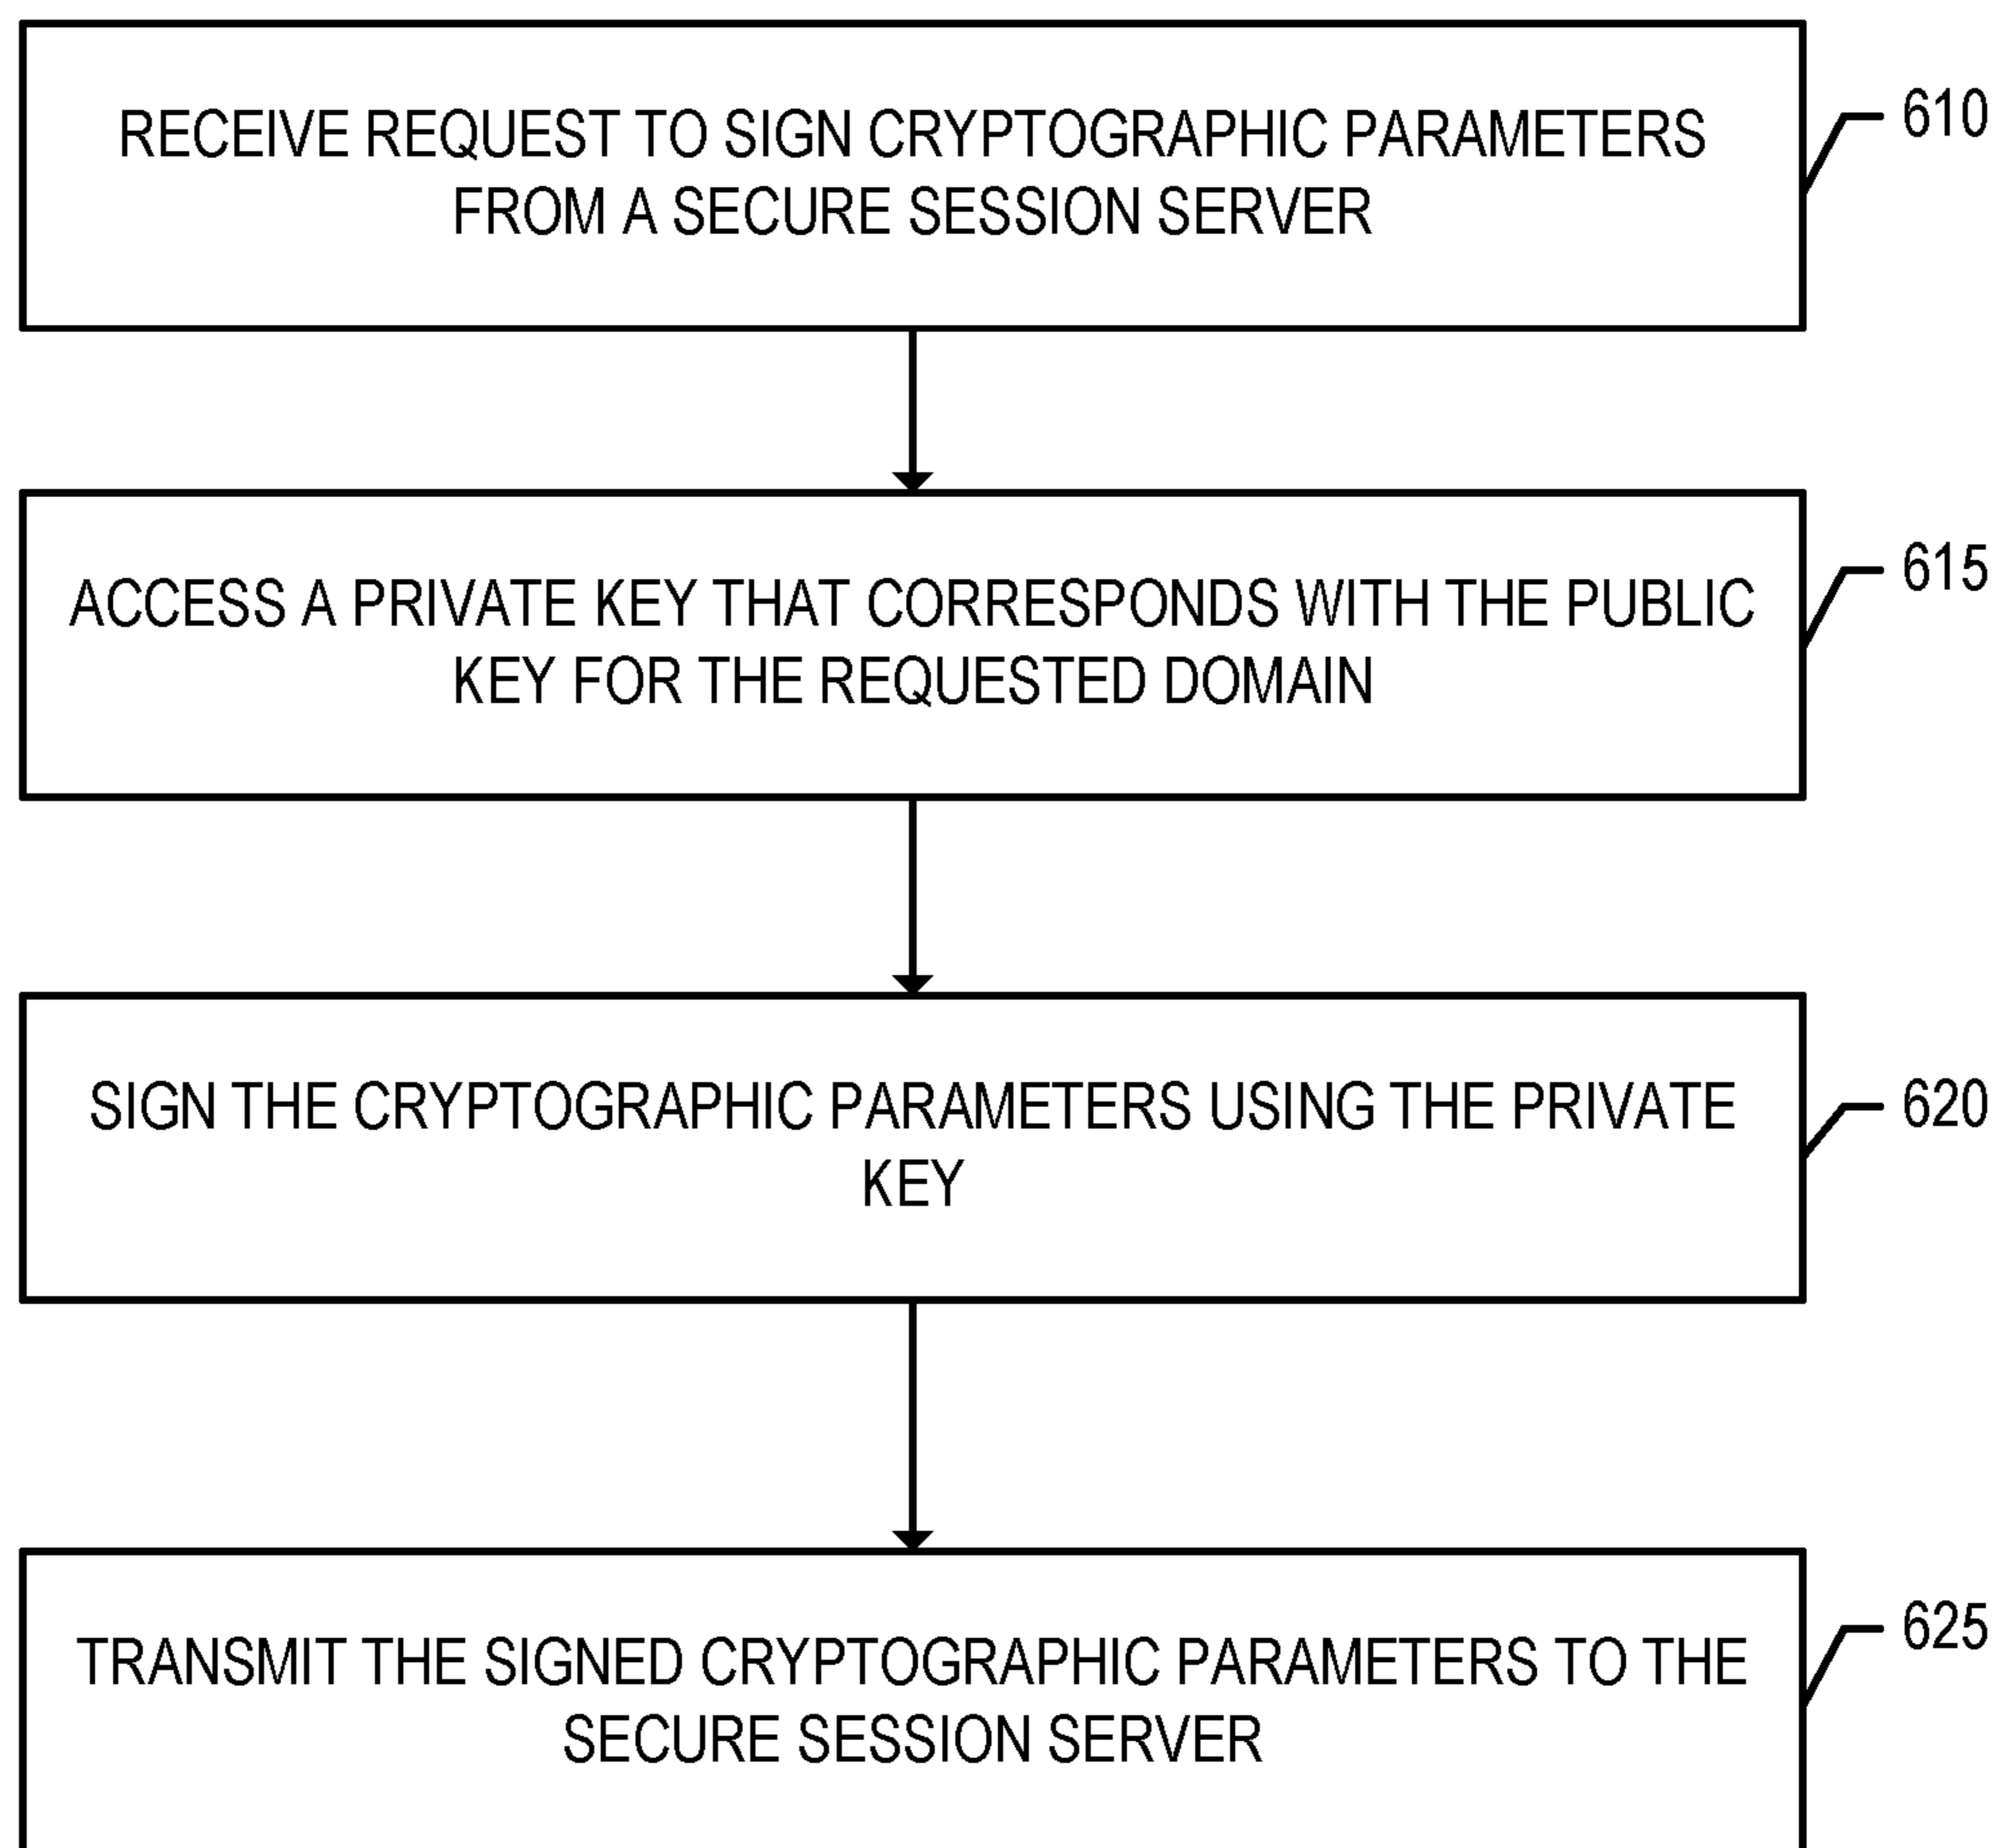 RECEIVE REQUEST TO SIGN CRYPTOGRAPHIC PARAMETERS
FROM A SECURE SESSION SERVER
610
ACCESS A PRIVATE KEY THAT CORRESPONDS WITH THE PUBLIC
KEY FOR THE REQUESTED DOMAIN
615
SIGN THE CRYPTOGRAPHIC PARAMETERS USING THE PRIVATE
KEY
620
TRANSMIT THE SIGNED CRYPTOGRAPHIC PARAMETERS TO THE
SECURE SESSION SERVER
625